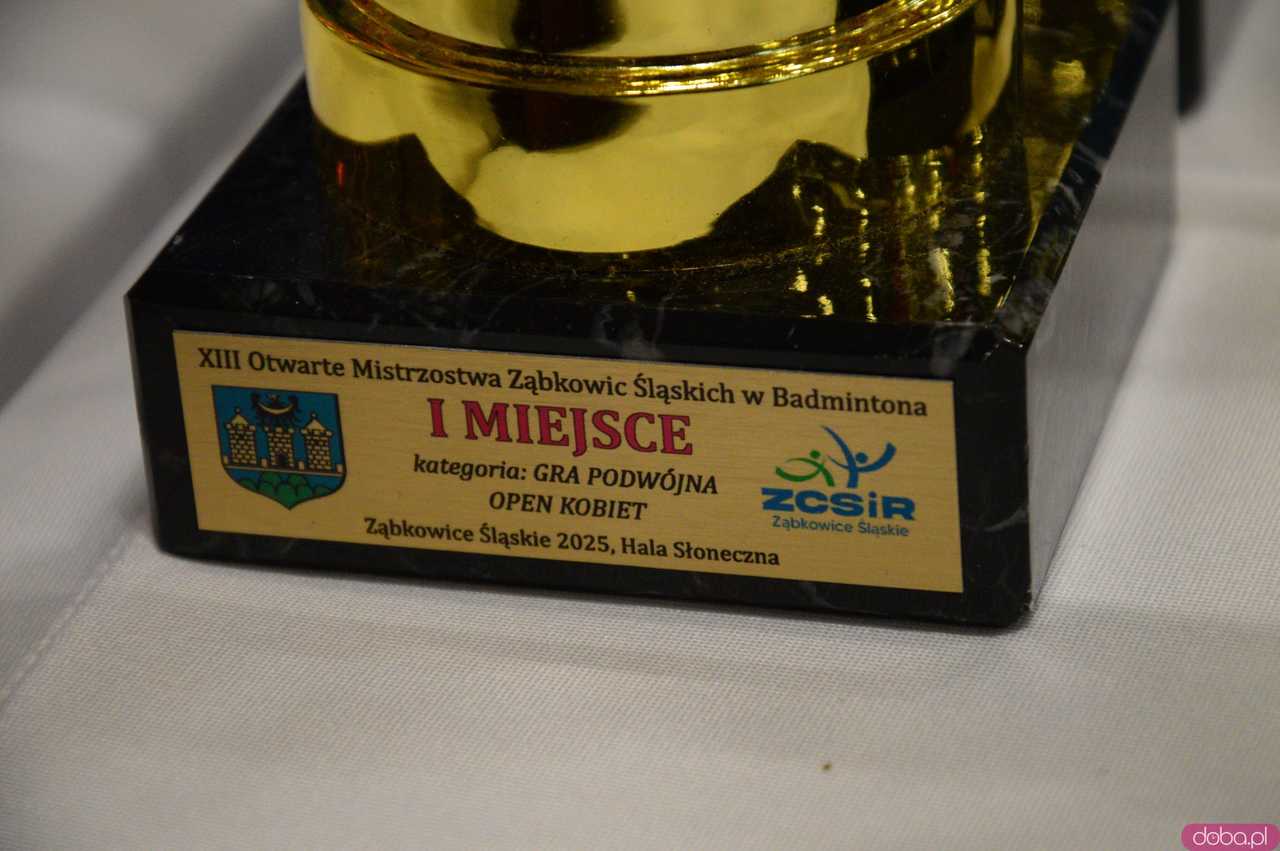 XIII Otwarte Mistrzostwa Ząbkowic Śląskich w Badmintona
I MIEJSCE
kategoria: GRA PODWÓJNA
OPEN KOBIET
ZCSiR
Ząbkowice Śląskie
Ząbkowice Śląskie 2025, Hala Słoneczna
doba.pl